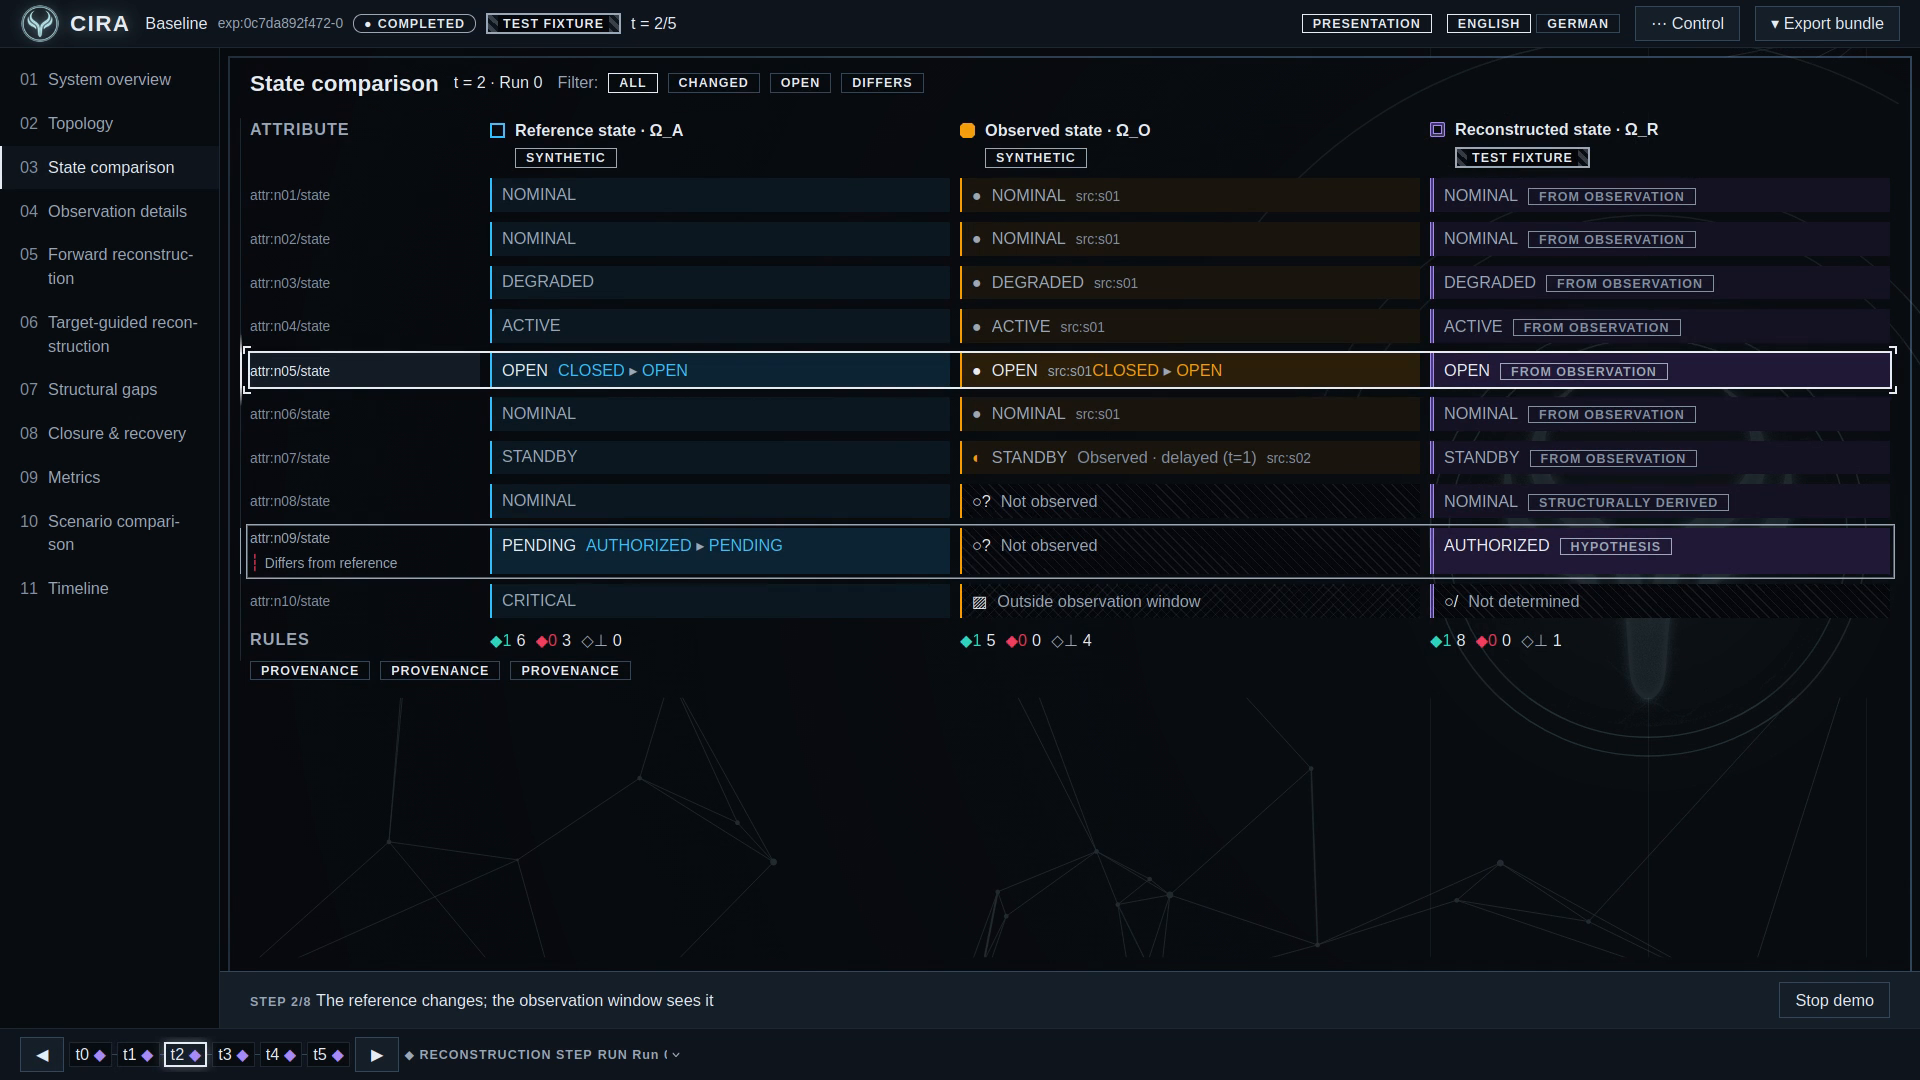 CIRA Baseline exp:0c7da892f472-0 ● COMPLETED TEST FIXTURE t = 2/5 PRESENTATION ENGLISH GERMAN ⋯ Control ▾ Export bundle
01 System overview
02 Topology
03 State comparison
04 Observation details
05 Forward reconstruc-
tion
06 Target-guided recon-
struction
07 Structural gaps
08 Closure & recovery
09 Metrics
10 Scenario compari-
son
11 Timeline
State comparison t = 2 · Run 0 Filter: ALL CHANGED OPEN DIFFERS
ATTRIBUTE Reference state · Ω_A Observed state · Ω_O Reconstructed state · Ω_R
SYNTHETIC SYNTHETIC TEST FIXTURE
attr:n01/state NOMINAL ● NOMINAL src:s01 NOMINAL FROM OBSERVATION
attr:n02/state NOMINAL ● NOMINAL src:s01 NOMINAL FROM OBSERVATION
attr:n03/state DEGRADED ● DEGRADED src:s01 DEGRADED FROM OBSERVATION
attr:n04/state ACTIVE ● ACTIVE src:s01 ACTIVE FROM OBSERVATION
attr:n05/state OPEN CLOSED ▸ OPEN ● OPEN src:s01CLOSED ▸ OPEN OPEN FROM OBSERVATION
attr:n06/state NOMINAL ● NOMINAL src:s01 NOMINAL FROM OBSERVATION
attr:n07/state STANDBY ◖ STANDBY Observed · delayed (t=1) src:s02 STANDBY FROM OBSERVATION
attr:n08/state NOMINAL ○? Not observed NOMINAL STRUCTURALLY DERIVED
attr:n09/state PENDING AUTHORIZED ▸ PENDING ○? Not observed AUTHORIZED HYPOTHESIS
Differs from reference
attr:n10/state CRITICAL ▨ Outside observation window ○/ Not determined
RULES ◆1 6 ◆0 3 ◇⊥ 0 ◆1 5 ◆0 0 ◇⊥ 4 ◆1 8 ◆0 0 ◇⊥ 1
PROVENANCE PROVENANCE PROVENANCE
STEP 2/8 The reference changes; the observation window sees it Stop demo
◀ t0 ◆ t1 ◆ t2 ◆ t3 ◆ t4 ◆ t5 ◆ ▶ ◆ RECONSTRUCTION STEP RUN Run